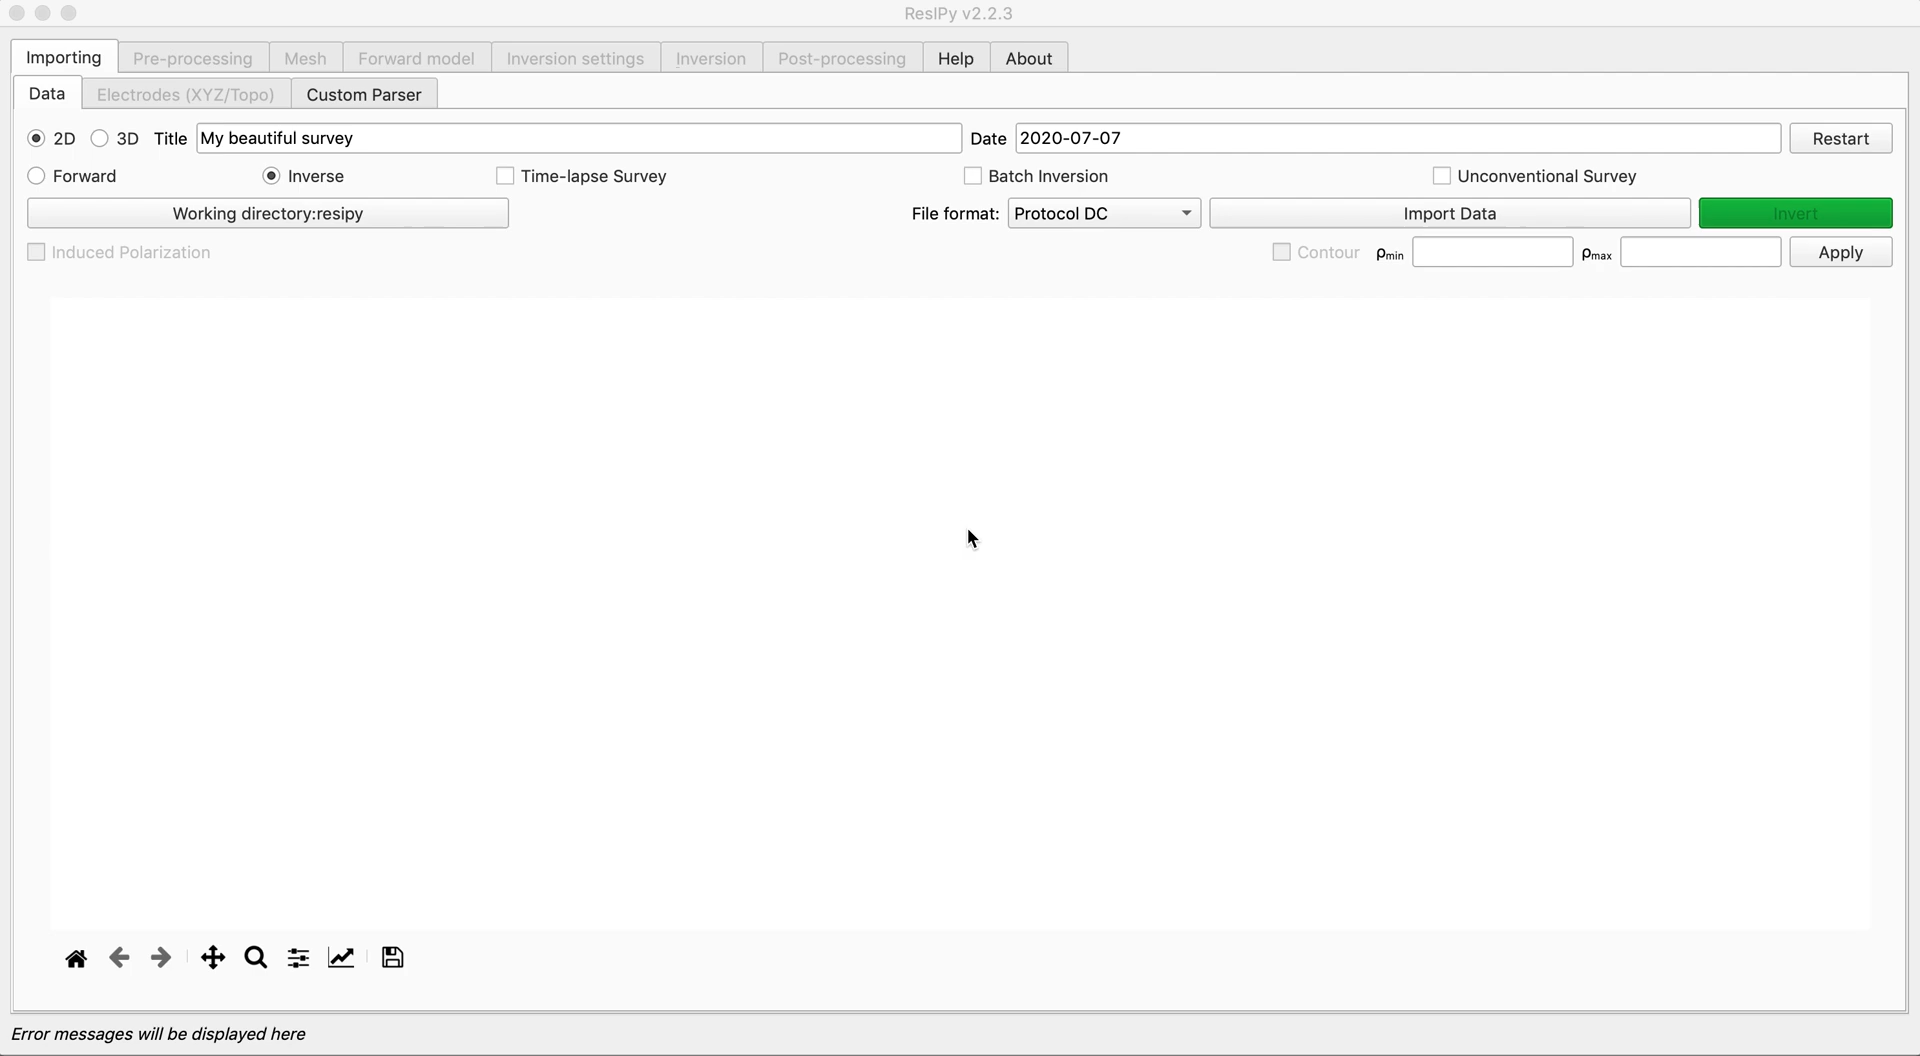 ResIPy v2.2.3
Importing Pre-processing Mesh Forward model Inversion settings Inversion Post-processing Help About
Data Electrodes (XYZ/Topo) Custom Parser
2D 3D Title My beautiful survey Date 2020-07-07 Restart
Forward Inverse Time-lapse Survey Batch Inversion Unconventional Survey
Working directory:resipy File format: Protocol DC Import Data Invert
Induced Polarization Contour ρmin ρmax Apply
Error messages will be displayed here